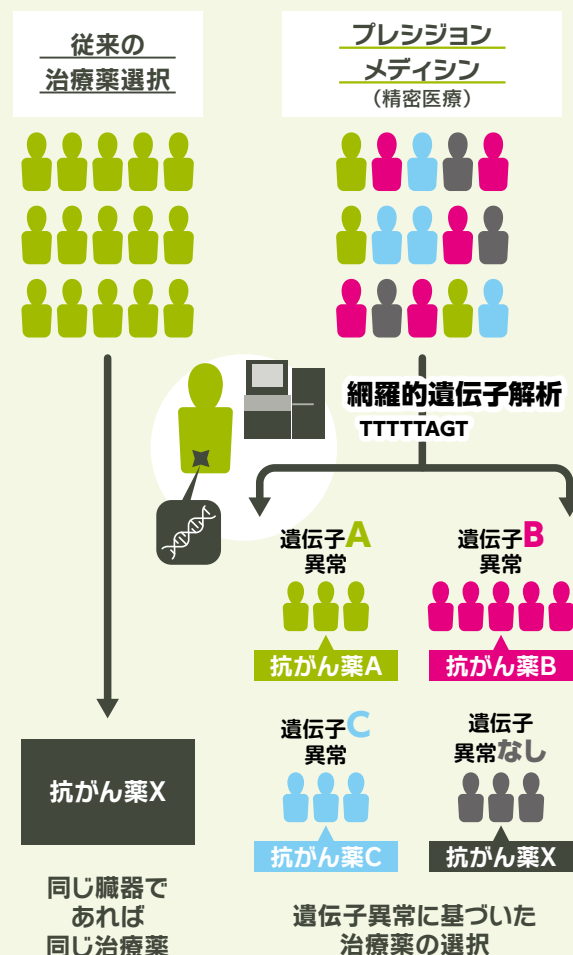 従来の
治療薬選択
プレシジョン
メディシン
（精密医療）
網羅的遺伝子解析
TTTTTAGT
遺伝子A
異常
抗がん薬A
遺伝子B
異常
抗がん薬B
遺伝子C
異常
抗がん薬C
遺伝子
異常なし
抗がん薬X
抗がん薬X
同じ臓器で
あれば
同じ治療薬
遺伝子異常に基づいた
治療薬の選択